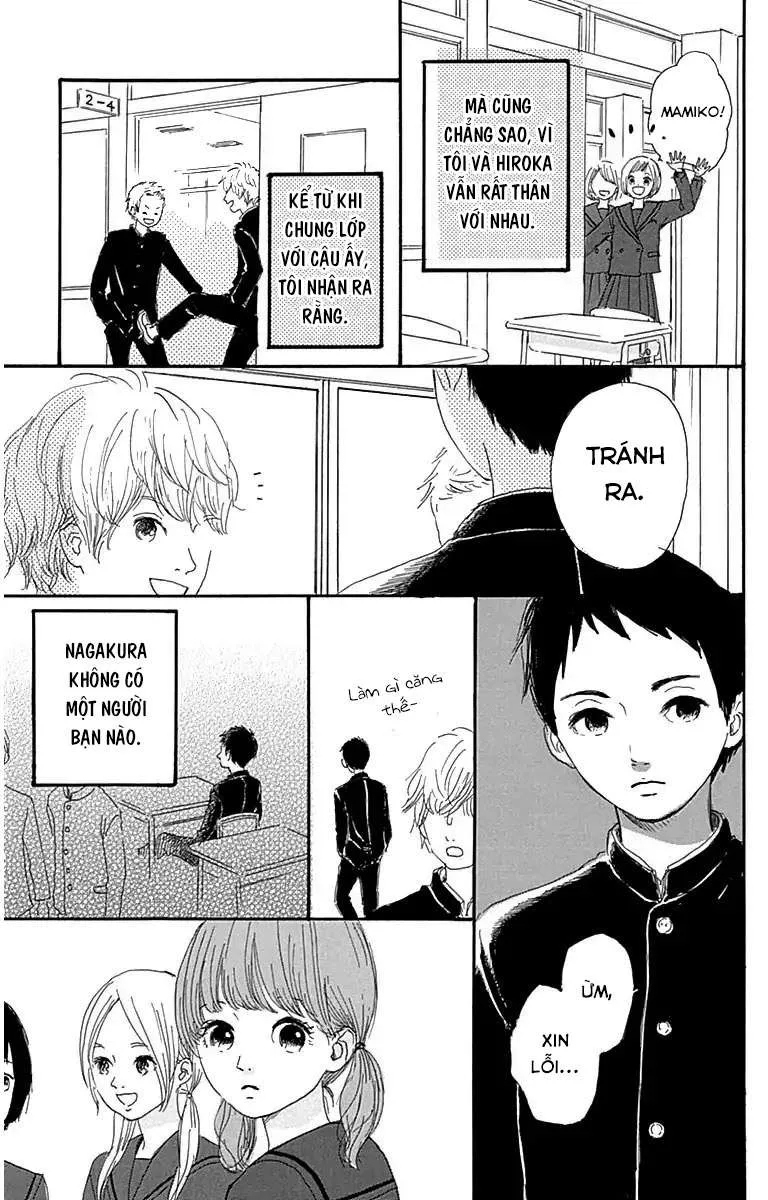 MAMIKO!
MÀ CŨNG
CHẲNG SAO, VÌ
TÔI VÀ HIROKA
VẪN RẤT THÂN
VỚI NHAU.
2-4
KỂ TỪ KHI
CHUNG LỚP
VỚI CẬU ẤY,
TÔI NHẬN RA
RẰNG.
TRÁNH
RA.
ỪM,
XIN
LỖI...
Làm gì căng
thế-
NAGAKURA
KHÔNG CÓ
MỘT NGƯỜI
BẠN NÀO.